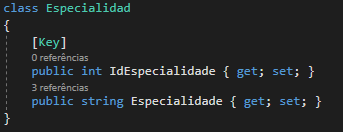 class Especialidad
{
[Key]
0 referências
public int IdEspecialidade { get; set; }
3 referências
public string Especialidade { get; set; }
}